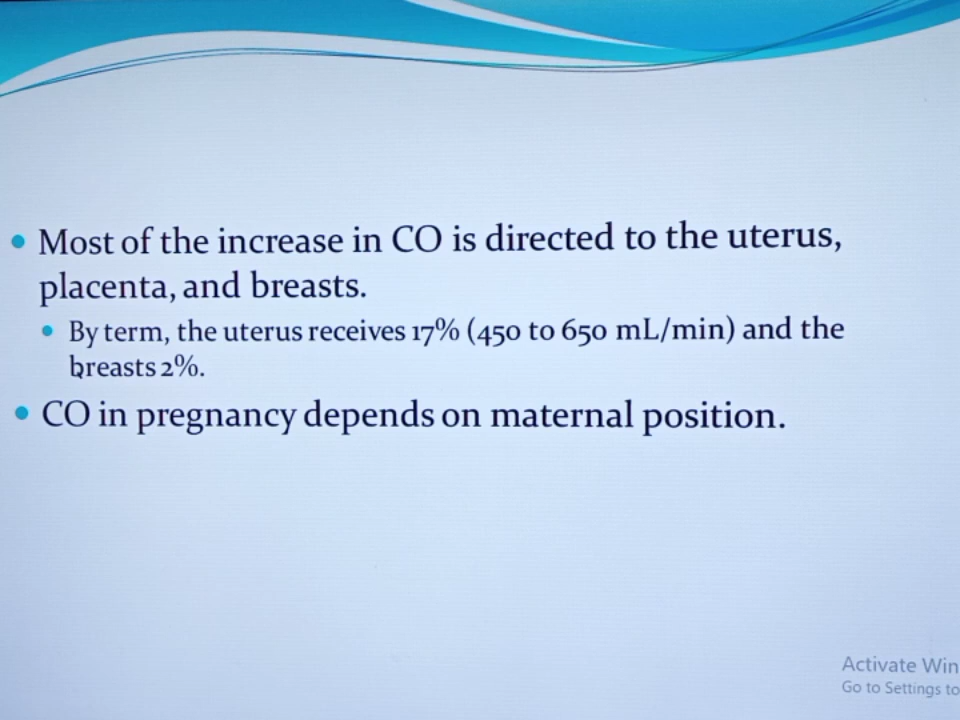 Most of the increase in CO is directed to the uterus,
placenta, and breasts.
By term, the uterus receives 17% (450 to 650 mL/min) and the
breasts 2%.
CO in pregnancy depends on maternal position.
Activate Win
Go to Settings to